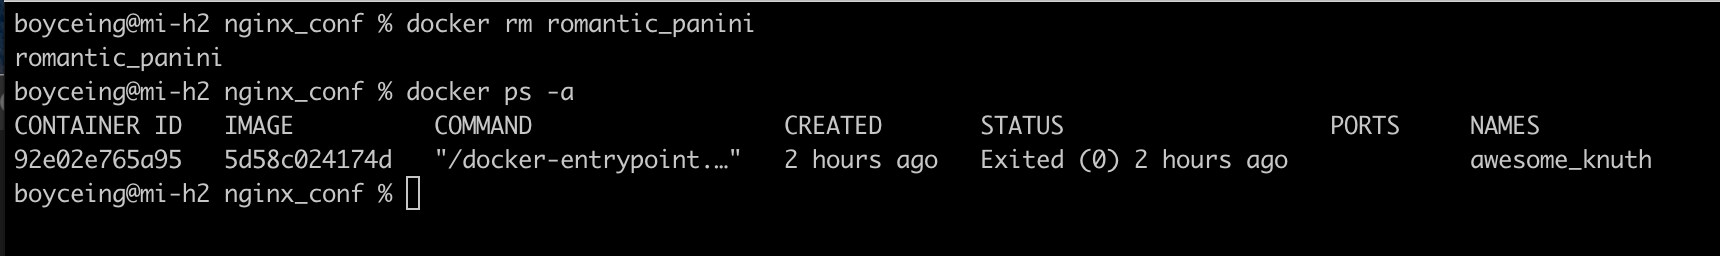 boyceing@mi-h2 nginx_conf % docker rm romantic_panini
romantic_panini
boyceing@mi-h2 nginx_conf % docker ps -a
CONTAINER ID   IMAGE          COMMAND                  CREATED       STATUS                   PORTS     NAMES
92e02e765a95   5d58c024174d   "/docker-entrypoint.…"   2 hours ago   Exited (0) 2 hours ago             awesome_knuth
boyceing@mi-h2 nginx_conf %